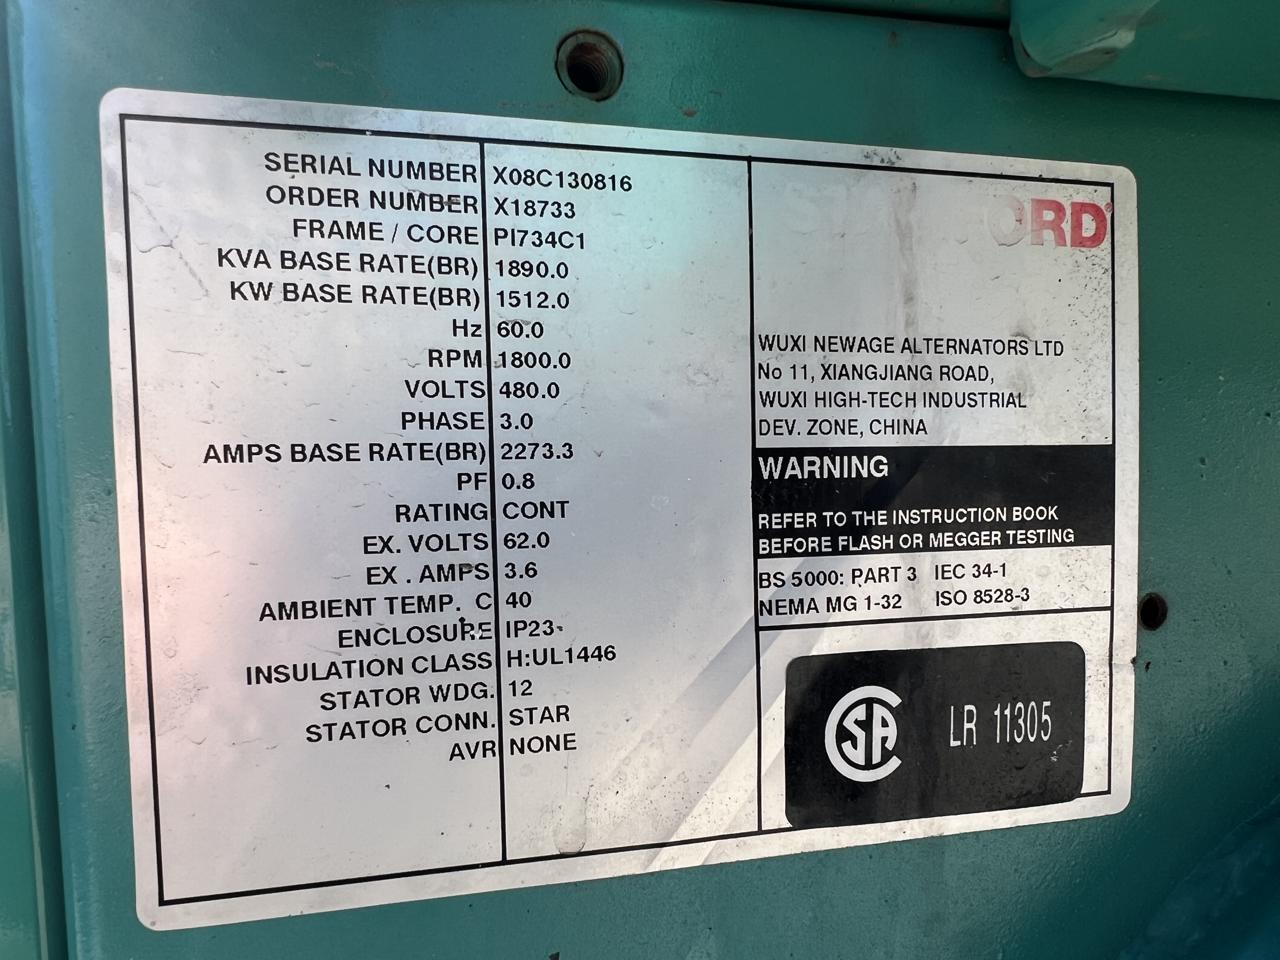 SERIAL NUMBER X08C130816
ORDER NUMBER X18733
FRAME / CORE PI734C1
KVA BASE RATE(BR) 1890.0
KW BASE RATE(BR) 1512.0
Hz 60.0
RPM 1800.0
VOLTS 480.0
PHASE 3.0
AMPS BASE RATE(BR) 2273.3
PF 0.8
RATING CONT
EX. VOLTS 62.0
EX . AMPS 3.6
AMBIENT TEMP. C 40
ENCLOSURE IP23
INSULATION CLASS H:UL1446
STATOR WDG. 12
STATOR CONN. STAR
AVR NONE
ORD®
WUXI NEWAGE ALTERNATORS LTD
No 11, XIANGJIANG ROAD,
WUXI HIGH-TECH INDUSTRIAL
DEV. ZONE, CHINA
WARNING
REFER TO THE INSTRUCTION BOOK
BEFORE FLASH OR MEGGER TESTING
BS 5000: PART 3 IEC 34-1
NEMA MG 1-32 ISO 8528-3
CSA LR 11305